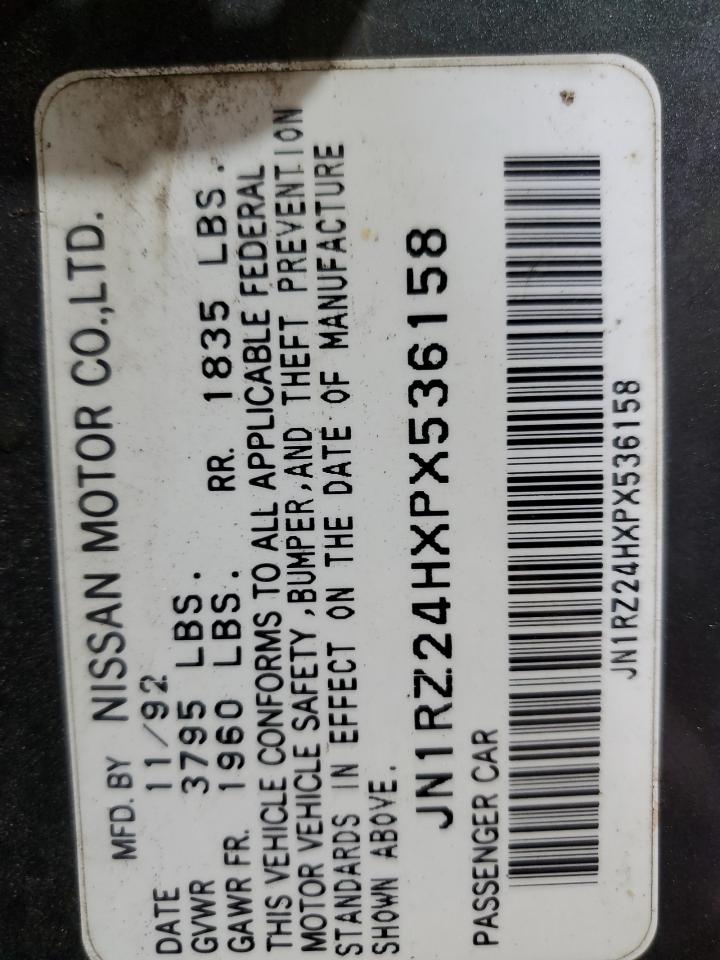 MFD. BY NISSAN MOTOR CO.,LTD.
DATE 11/92
GVWR 3795 LBS.
GAWR FR. 1960 LBS. RR. 1835 LBS.
THIS VEHICLE CONFORMS TO ALL APPLICABLE FEDERAL
MOTOR VEHICLE SAFETY ,BUMPER,AND THEFT PREVENTION
STANDARDS IN EFFECT ON THE DATE OF MANUFACTURE
SHOWN ABOVE.
JN1RZ24HXPX536158
PASSENGER CAR
JN1RZ24HXPX536158